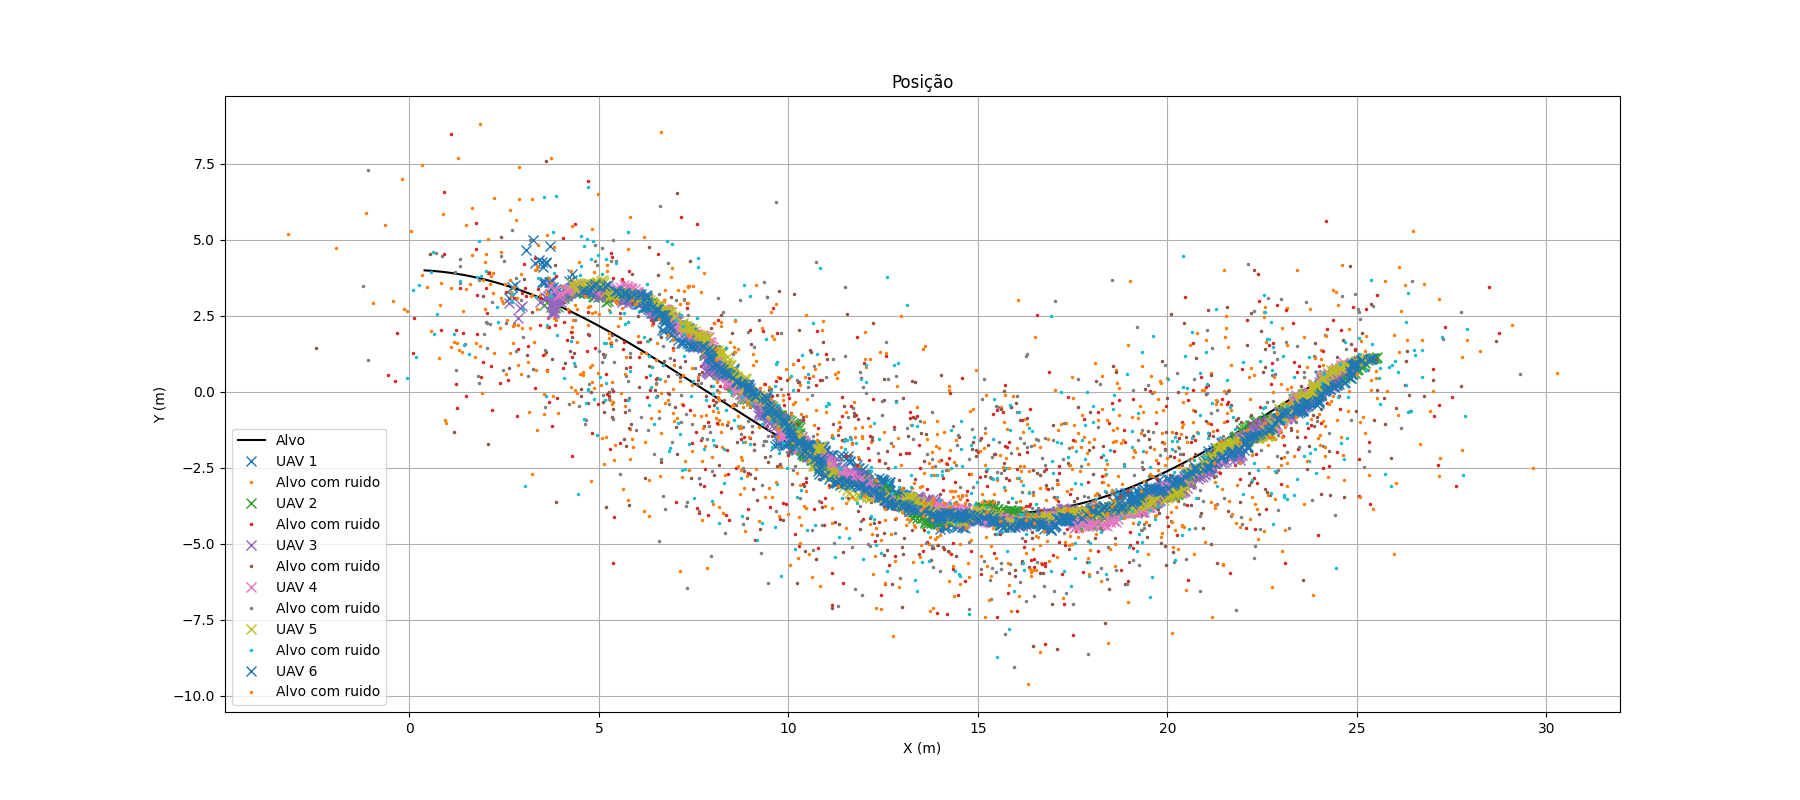 Posição
7.5
5.0
2.5
0.0
−2.5
−5.0
−7.5
−10.0
Y (m)
Alvo
UAV 1
Alvo com ruido
UAV 2
Alvo com ruido
UAV 3
Alvo com ruido
UAV 4
Alvo com ruido
UAV 5
Alvo com ruido
UAV 6
Alvo com ruido
0 5 10 15 20 25 30
X (m)